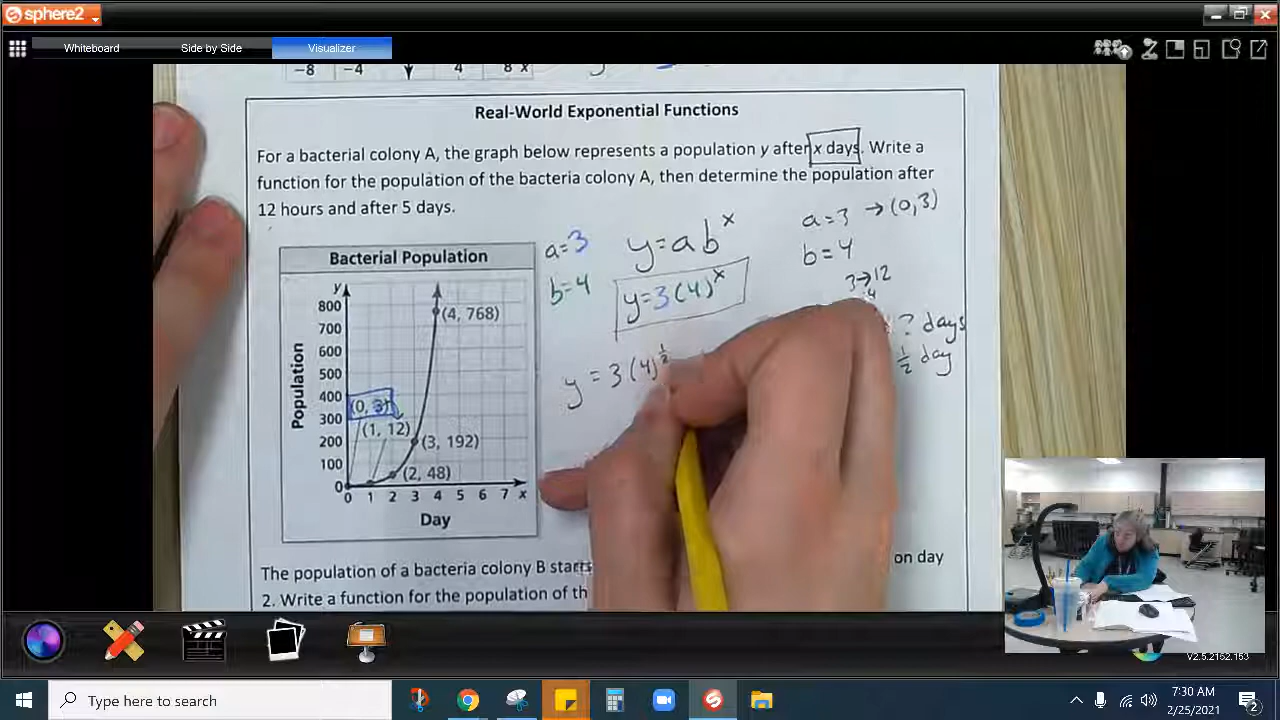 sphere2
Whiteboard Side by Side Visualizer
-8 -4 4 8 x
Real-World Exponential Functions
For a bacterial colony A, the graph below represents a population y after x days. Write a
function for the population of the bacteria colony A, then determine the population after
12 hours and after 5 days.
a=3 y=ab^x a=3 → (0,3)
b=4 b=4
y=3(4)^x 3→12
·4
? days
y = 3(4)^1/2 1/2 day
Bacterial Population
y
800 (4, 768)
700
600
500
400 (0, 3)
300 (1, 12)
200 (3, 192)
100 (2, 48)
0
0 1 2 3 4 5 6 7 x
Population
Day
The population of a bacteria colony B starts on day
2. Write a function for the population of th
V2.5.2162.163
Type here to search
7:30 AM
2/25/2021
2